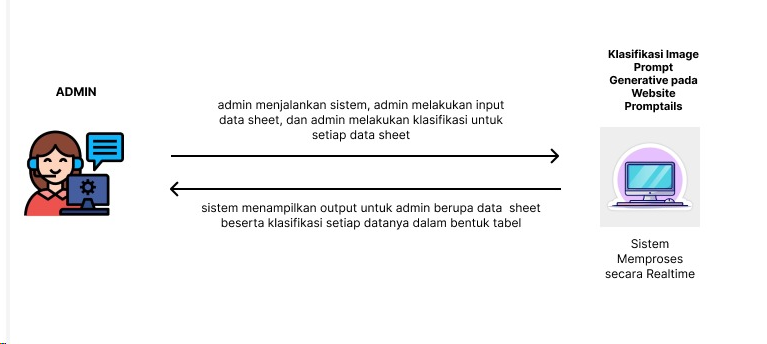 ADMIN
admin menjalankan sistem, admin melakukan input
data sheet, dan admin melakukan klasifikasi untuk
setiap data sheet
sistem menampilkan output untuk admin berupa data sheet
beserta klasifikasi setiap datanya dalam bentuk tabel
Klasifikasi Image
Prompt
Generative pada
Website
Promptails
Sistem
Memproses
secara Realtime